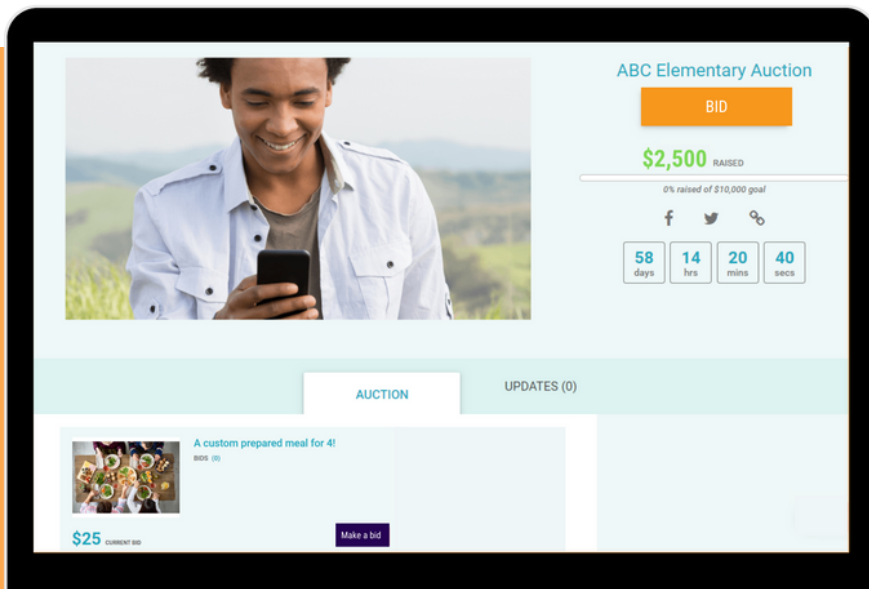 ABC Elementary Auction
BID
$2,500 RAISED
0% raised of $10,000 goal
58 14 20 40
days hrs mins secs
AUCTION UPDATES (0)
A custom prepared meal for 4!
BIDS (0)
$25 CURRENT BID Make a bid